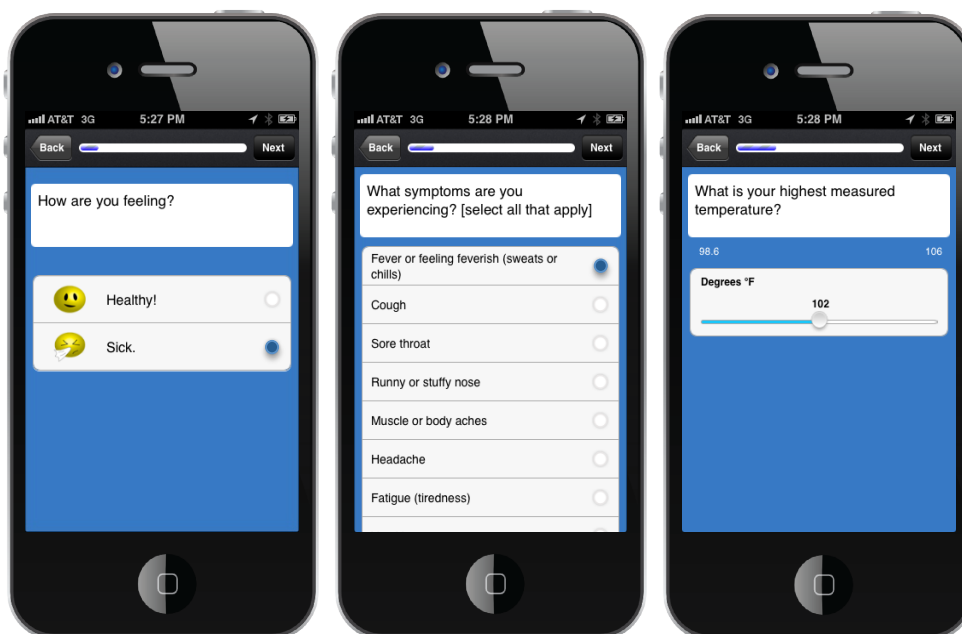 AT&T 3G 5:27 PM
Back Next
How are you feeling?
Healthy!
Sick.
AT&T 3G 5:28 PM
Back Next
What symptoms are you
experiencing? [select all that apply]
Fever or feeling feverish (sweats or
chills)
Cough
Sore throat
Runny or stuffy nose
Muscle or body aches
Headache
Fatigue (tiredness)
AT&T 3G 5:28 PM
Back Next
What is your highest measured
temperature?
98.6 106
Degrees °F
102